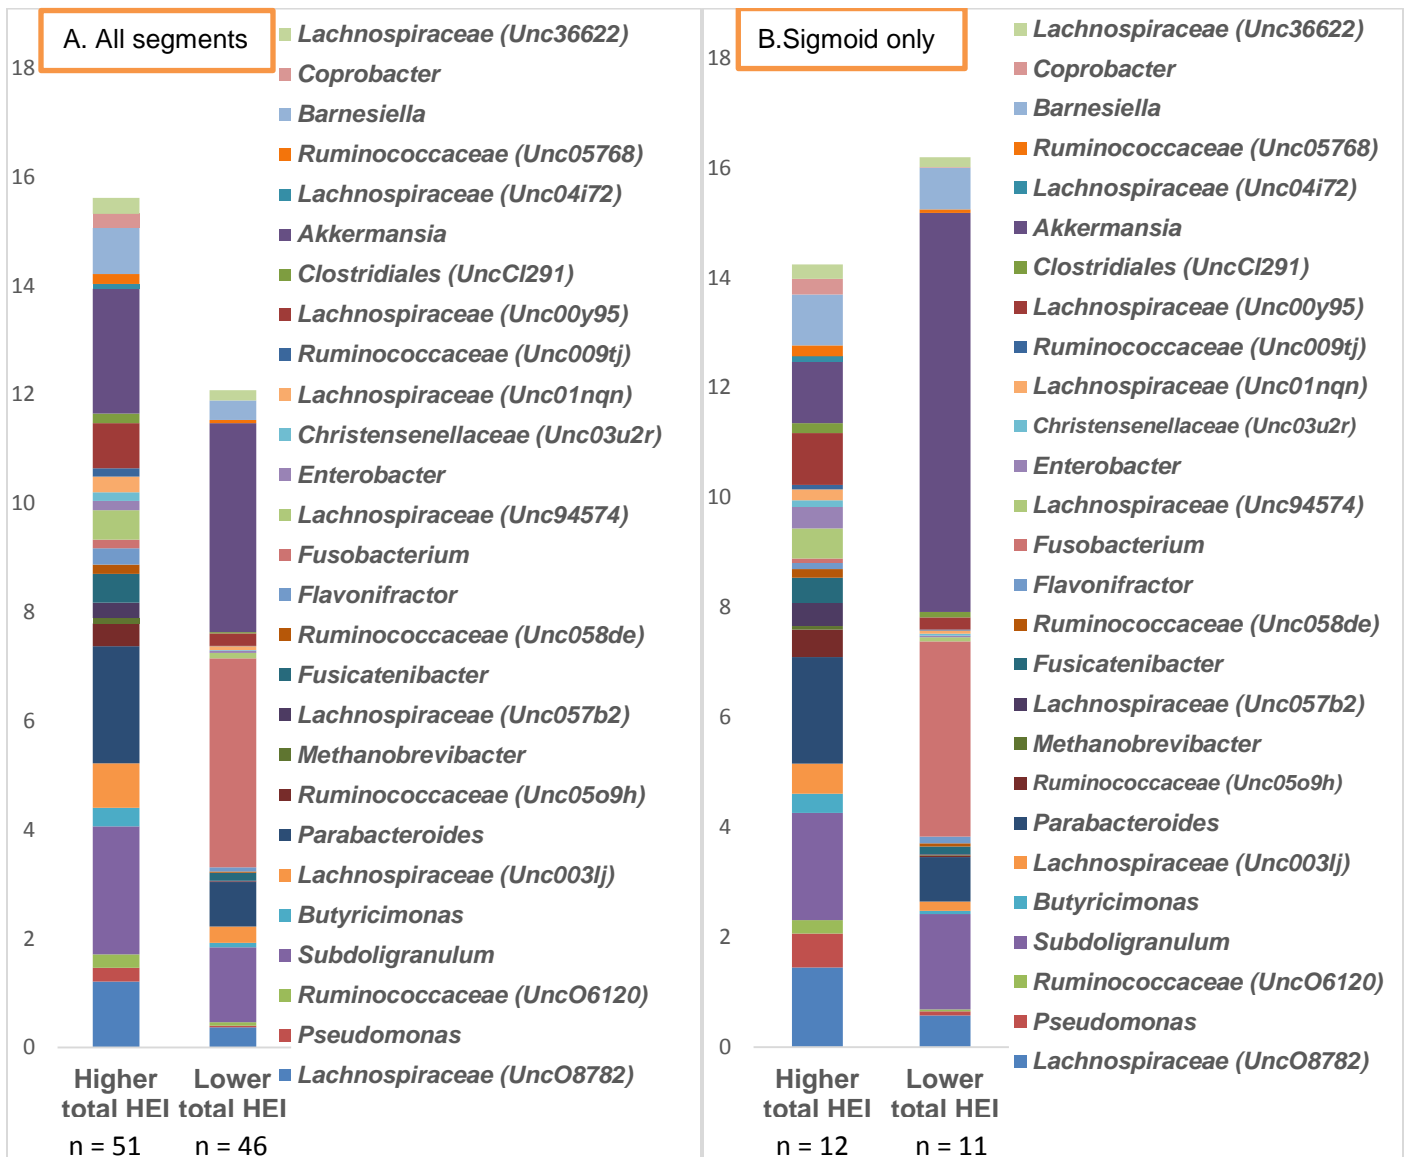 A. All segments
18
16
14
12
10
8
6
4
2
0
Lachnospiraceae (Unc36622)
Coprobacter
Barnesiella
Ruminococcaceae (Unc05768)
Lachnospiraceae (Unc04i72)
Akkermansia
Clostridiales (UncCl291)
Lachnospiraceae (Unc00y95)
Ruminococcaceae (Unc009tj)
Lachnospiraceae (Unc01nqn)
Christensenellaceae (Unc03u2r)
Enterobacter
Lachnospiraceae (Unc94574)
Fusobacterium
Flavonifractor
Ruminococcaceae (Unc058de)
Fusicatenibacter
Lachnospiraceae (Unc057b2)
Methanobrevibacter
Ruminococcaceae (Unc05o9h)
Parabacteroides
Lachnospiraceae (Unc003lj)
Butyricimonas
Subdoligranulum
Ruminococcaceae (UncO6120)
Pseudomonas
Lachnospiraceae (UncO8782)
Higher Lower
total HEI total HEI
n = 51 n = 46
B.Sigmoid only
18
16
14
12
10
8
6
4
2
0
Lachnospiraceae (Unc36622)
Coprobacter
Barnesiella
Ruminococcaceae (Unc05768)
Lachnospiraceae (Unc04i72)
Akkermansia
Clostridiales (UncCl291)
Lachnospiraceae (Unc00y95)
Ruminococcaceae (Unc009tj)
Lachnospiraceae (Unc01nqn)
Christensenellaceae (Unc03u2r)
Enterobacter
Lachnospiraceae (Unc94574)
Fusobacterium
Flavonifractor
Ruminococcaceae (Unc058de)
Fusicatenibacter
Lachnospiraceae (Unc057b2)
Methanobrevibacter
Ruminococcaceae (Unc05o9h)
Parabacteroides
Lachnospiraceae (Unc003lj)
Butyricimonas
Subdoligranulum
Ruminococcaceae (UncO6120)
Pseudomonas
Lachnospiraceae (UncO8782)
Higher Lower
total HEI total HEI
n = 12 n = 11